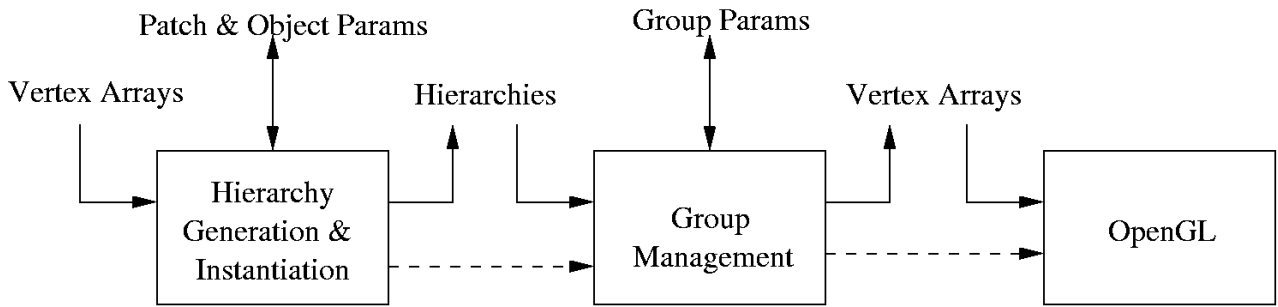 Patch & Object Params
Group Params
Vertex Arrays
Hierarchies
Vertex Arrays
Hierarchy
Generation &
Instantiation
Group
Management
OpenGL